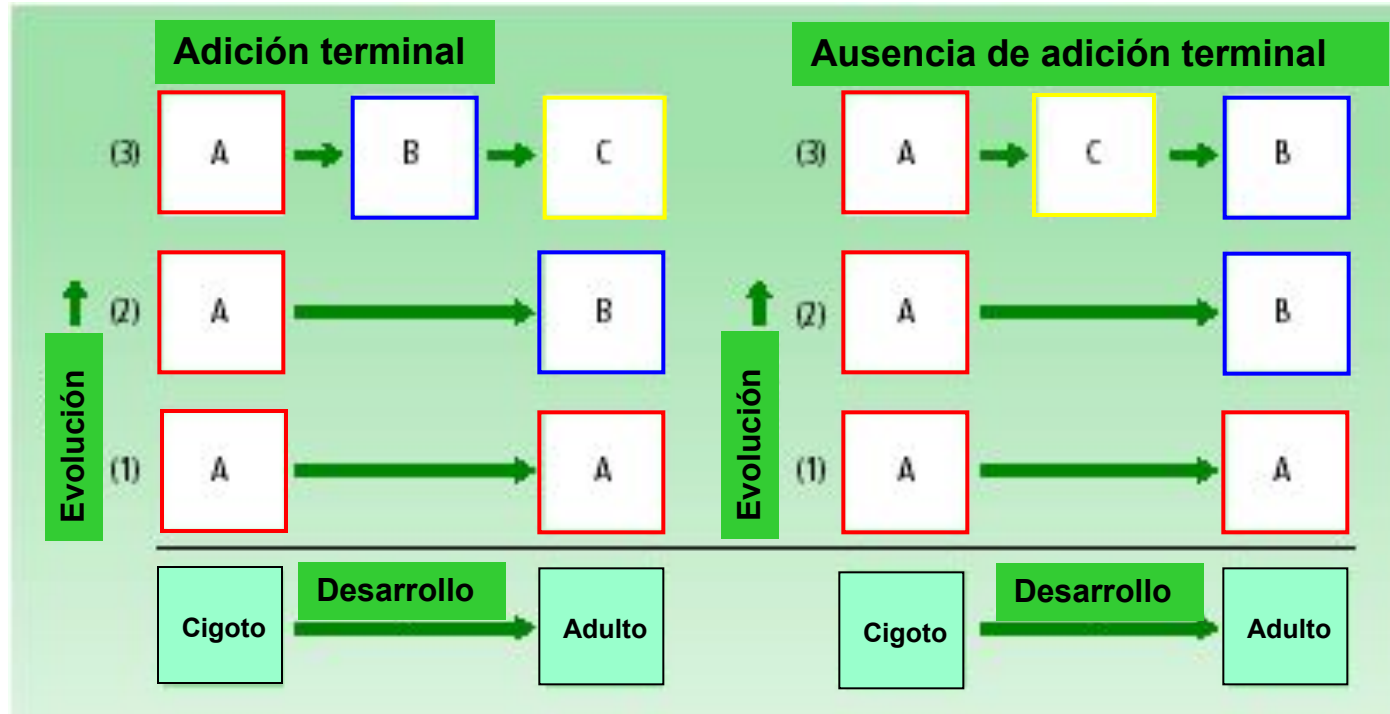 Adición terminal
Ausencia de adición terminal
(3) A B C
(3) A C B
(2) A B
(2) A B
(1) A A
(1) A A
Evolución
Evolución
Desarrollo
Desarrollo
Cigoto Adulto
Cigoto Adulto